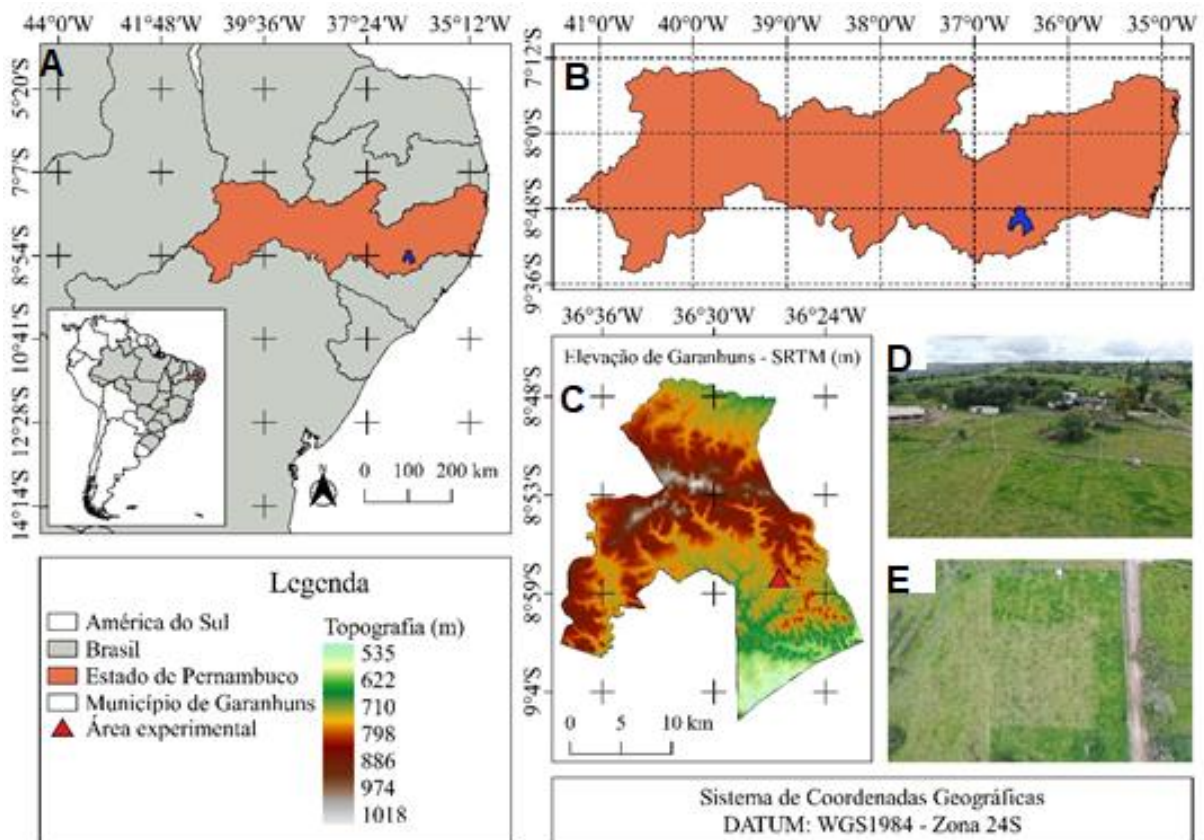 44°0'W 41°48'W 39°36'W 37°24'W 35°12'W
A
5°20'S
7°7'S
8°54'S
10°41'S
12°28'S
14°14'S
N
0 100 200 km
41°0'W 40°0'W 39°0'W 38°0'W 37°0'W 36°0'W 35°0'W
B
7°12'S
8°0'S
8°48'S
9°36'S
36°36'W 36°30'W 36°24'W
Elevação de Garanhuns - SRTM (m)
C
8°48'S
8°53'S
8°59'S
9°4'S
0 5 10 km
D
E
Legenda
América do Sul
Brasil
Estado de Pernambuco
Município de Garanhuns
Área experimental
Topografia (m)
535
622
710
798
886
974
1018
Sistema de Coordenadas Geográficas
DATUM: WGS1984 - Zona 24S